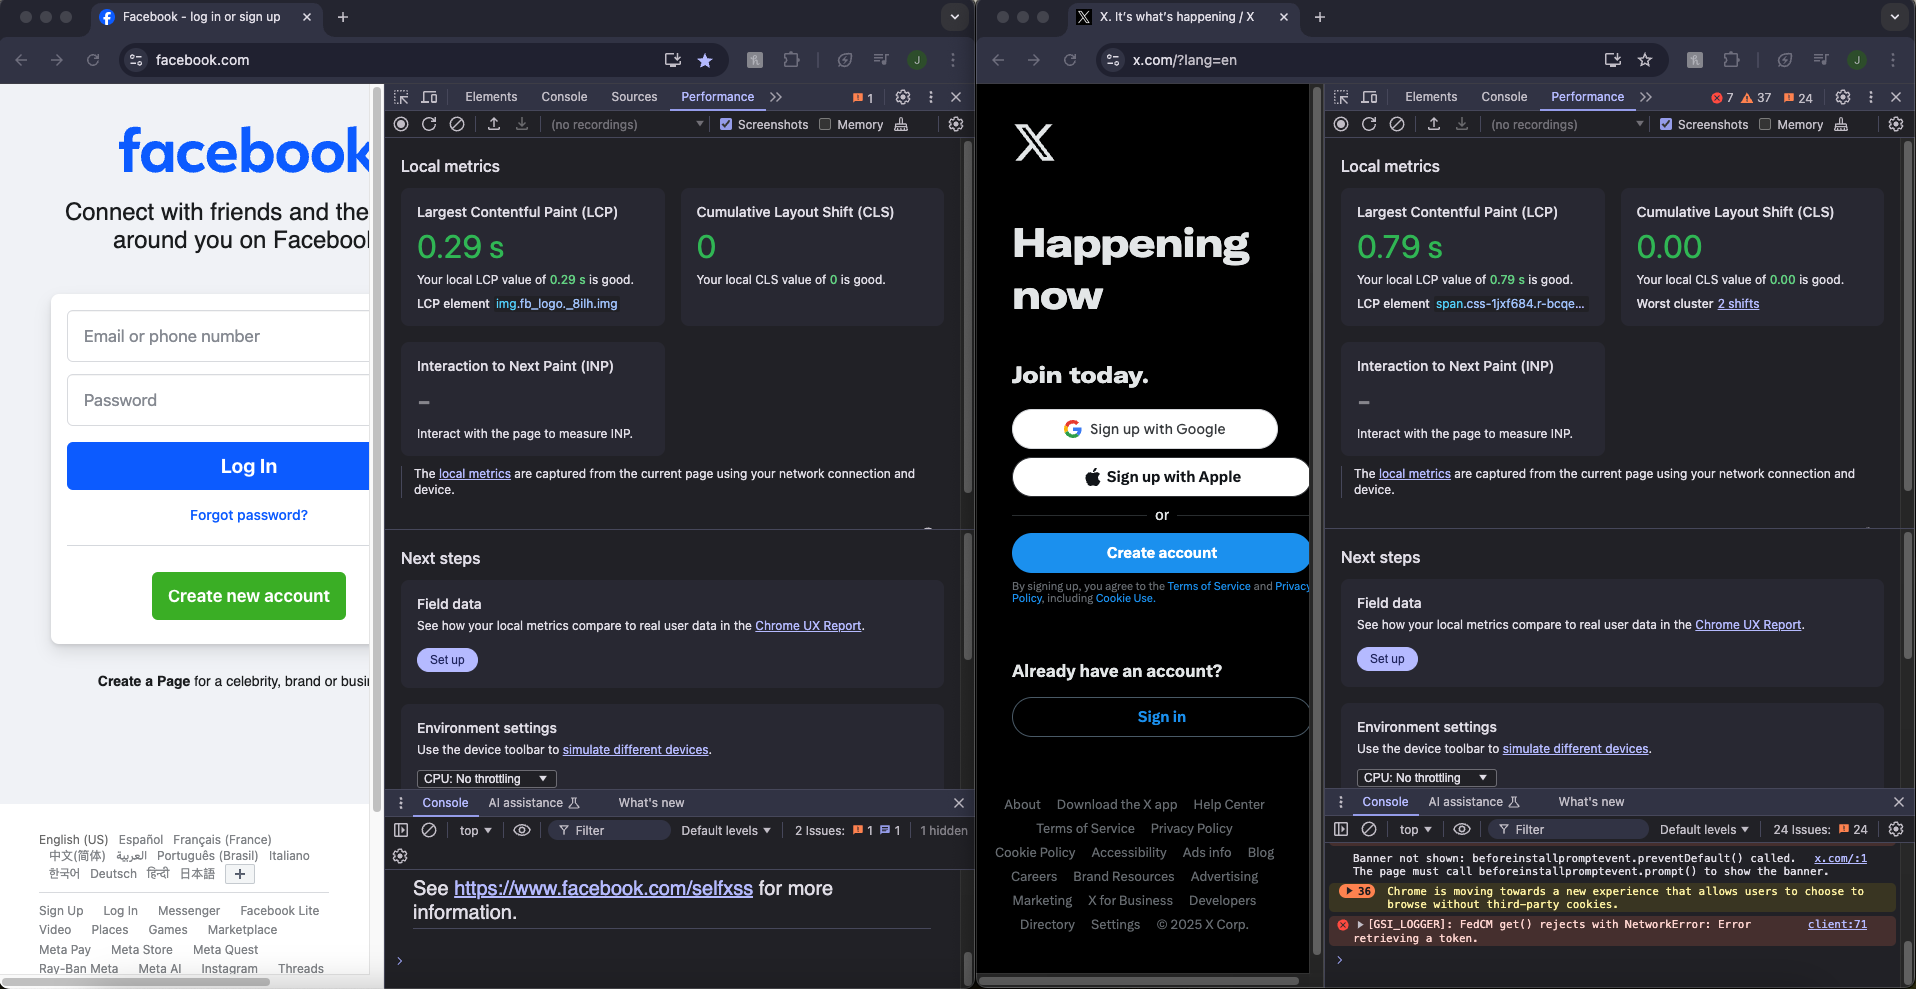 Facebook - log in or sign up
facebook.com
J
facebook
Connect with friends and the
around you on Facebook
Email or phone number
Password
Log In
Forgot password?
Create new account
Create a Page for a celebrity, brand or busi
English (US) Español Français (France)
中文(简体) العربية Português (Brasil) Italiano
한국어 Deutsch हिन्दी 日本語 +
Sign Up Log In Messenger Facebook Lite
Video Places Games Marketplace
Meta Pay Meta Store Meta Quest
Ray-Ban Meta Meta AI Instagram Threads
Elements Console Sources Performance 1
(no recordings) Screenshots Memory
Local metrics
Largest Contentful Paint (LCP)
0.29 s
Your local LCP value of 0.29 s is good.
LCP element img.fb_logo._8ilh.img
Cumulative Layout Shift (CLS)
0
Your local CLS value of 0 is good.
Interaction to Next Paint (INP)
-
Interact with the page to measure INP.
The local metrics are captured from the current page using your network connection and
device.
Next steps
Field data
See how your local metrics compare to real user data in the Chrome UX Report.
Set up
Environment settings
Use the device toolbar to simulate different devices.
CPU: No throttling
Console AI assistance What's new
top Filter Default levels 2 Issues: 1 1 1 hidden
See https://www.facebook.com/selfxss for more
information.
X. It's what's happening / X
x.com/?lang=en
J
Happening
now
Join today.
Sign up with Google
Sign up with Apple
or
Create account
By signing up, you agree to the Terms of Service and Privacy
Policy, including Cookie Use.
Already have an account?
Sign in
About Download the X app Help Center
Terms of Service Privacy Policy
Cookie Policy Accessibility Ads info Blog
Careers Brand Resources Advertising
Marketing X for Business Developers
Directory Settings © 2025 X Corp.
Elements Console Performance 7 37 24
(no recordings) Screenshots Memory
Local metrics
Largest Contentful Paint (LCP)
0.79 s
Your local LCP value of 0.79 s is good.
LCP element span.css-1jxf684.r-bcqe...
Cumulative Layout Shift (CLS)
0.00
Your local CLS value of 0.00 is good.
Worst cluster 2 shifts
Interaction to Next Paint (INP)
-
Interact with the page to measure INP.
The local metrics are captured from the current page using your network connection and
device.
Next steps
Field data
See how your local metrics compare to real user data in the Chrome UX Report.
Set up
Environment settings
Use the device toolbar to simulate different devices.
CPU: No throttling
Console AI assistance What's new
top Filter Default levels 24 Issues: 24
Banner not shown: beforeinstallpromptevent.preventDefault() called. x.com/:1
The page must call beforeinstallpromptevent.prompt() to show the banner.
36 Chrome is moving towards a new experience that allows users to choose to
browse without third-party cookies.
[GSI_LOGGER]: FedCM get() rejects with NetworkError: Error client:71
retrieving a token.